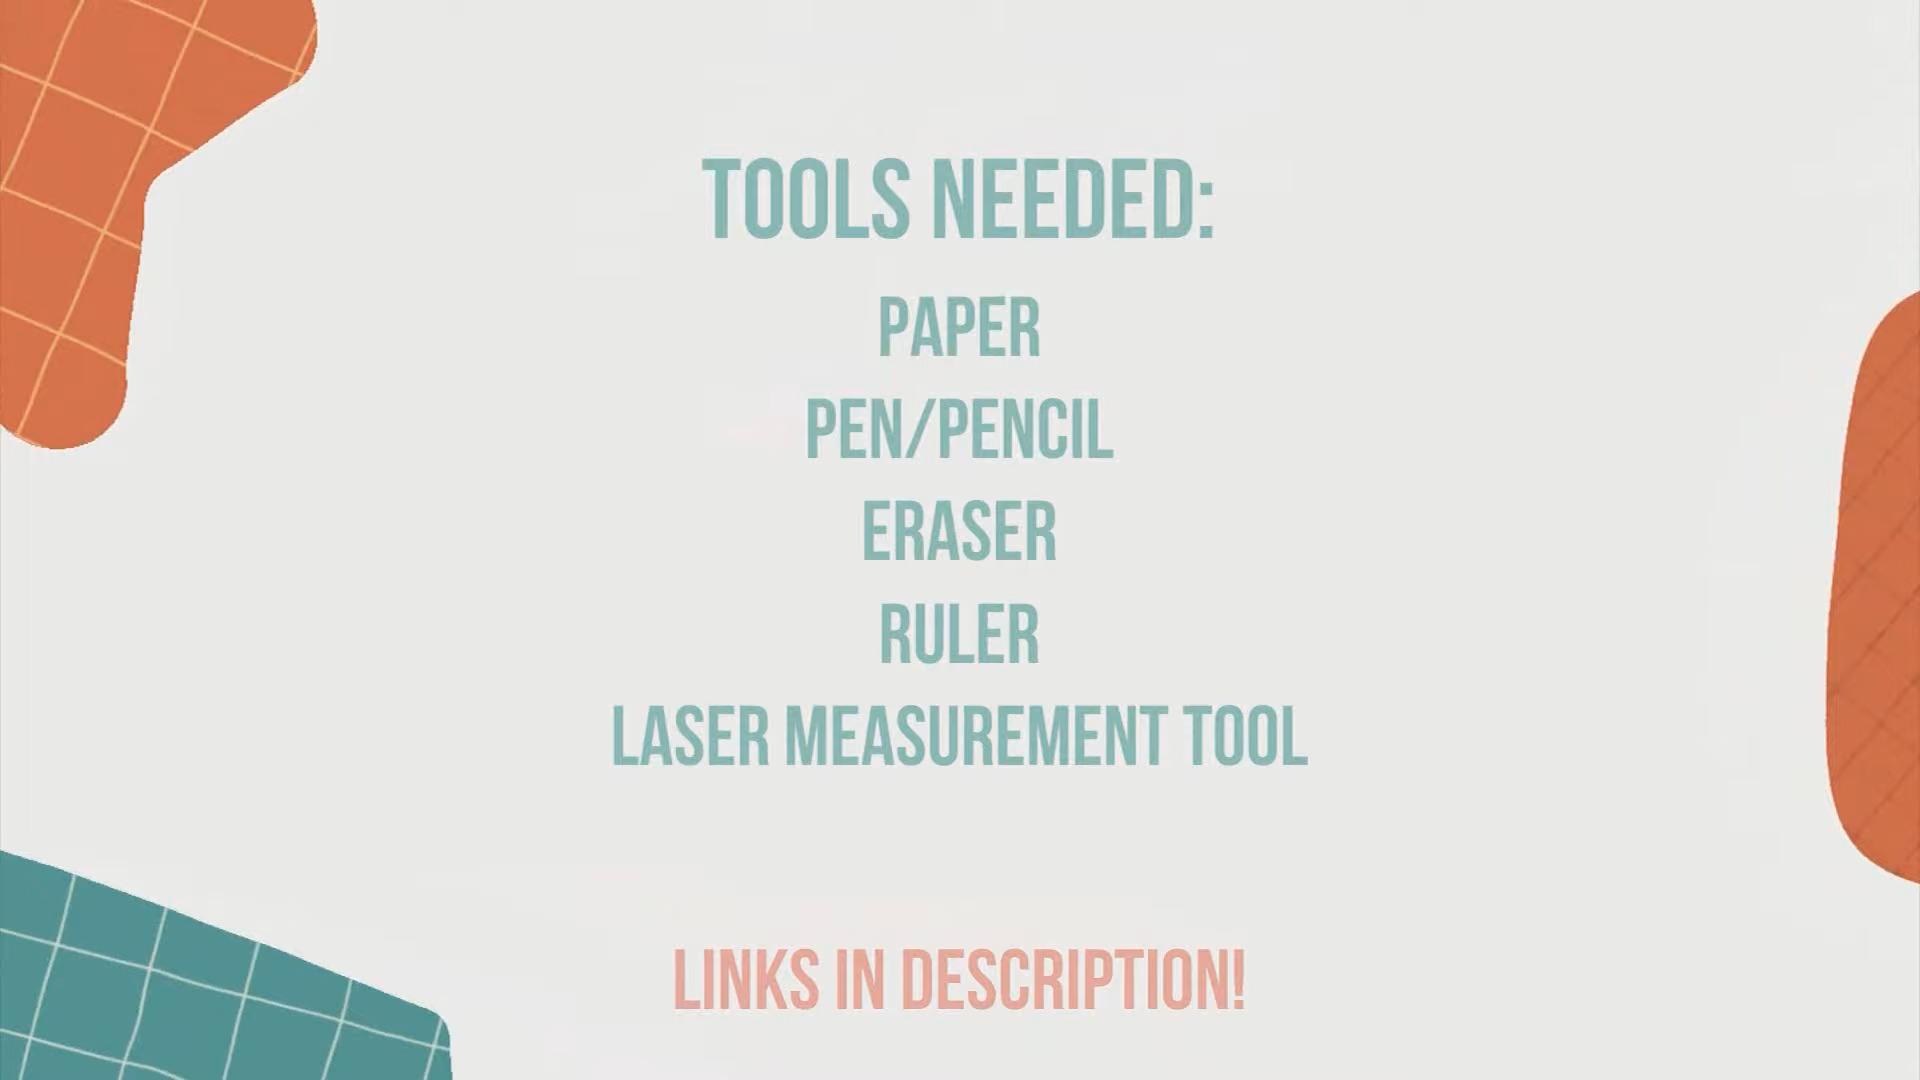 TOOLS NEEDED:
PAPER
PEN/PENCIL
ERASER
RULER
LASER MEASUREMENT TOOL
LINKS IN DESCRIPTION!